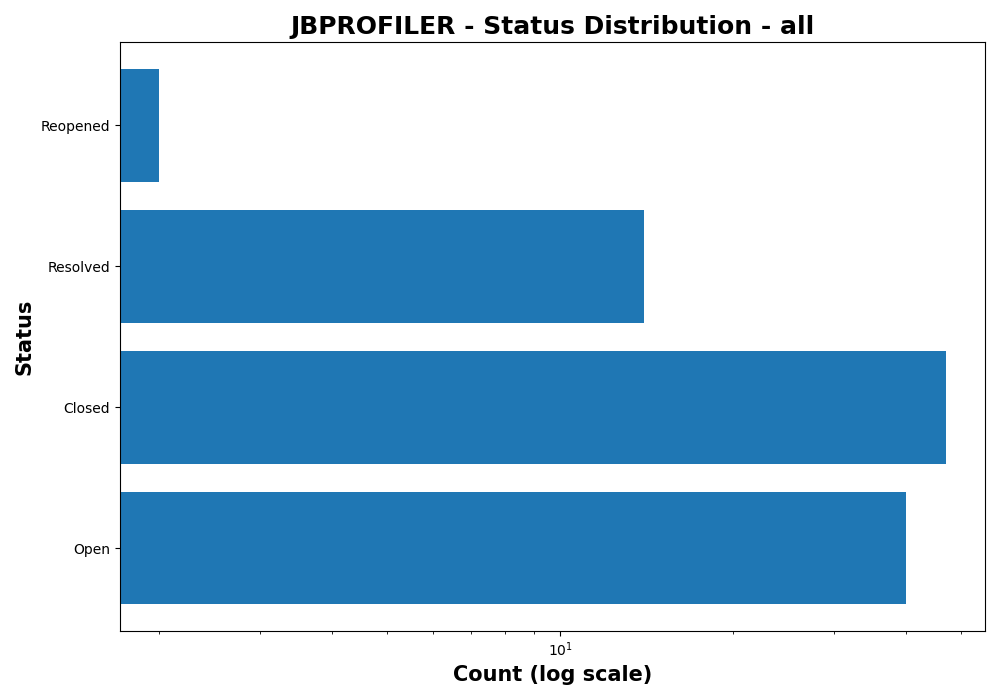 JBPROFILER - Status Distribution - all
Reopened
Resolved
Closed
Open
Status
10¹
Count (log scale)